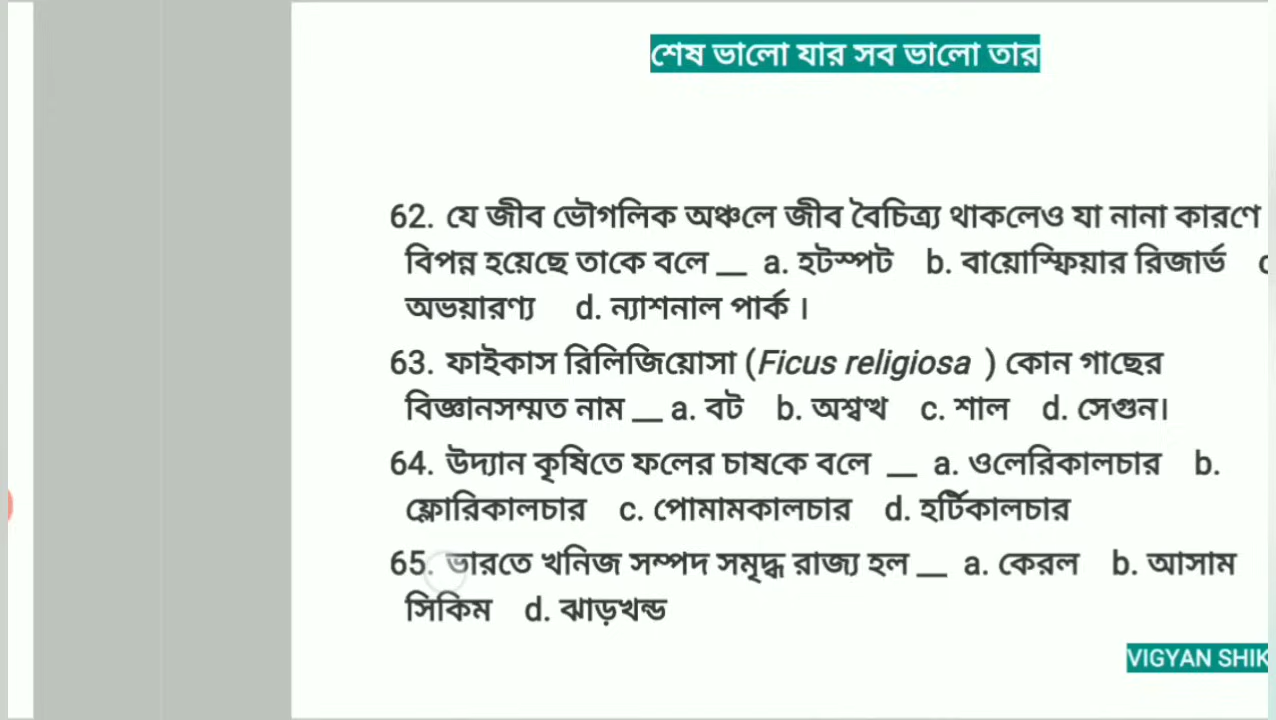 শেষ ভালো যার সব ভালো তার
62. যে জীব ভৌগলিক অঞ্চলে জীব বৈচিত্র্য থাকলেও যা নানা কারণে
বিপন্ন হয়েছে তাকে বলে __ a. হটস্পট b. বায়োস্ফিয়ার রিজার্ভ
অভয়ারণ্য d. ন্যাশনাল পার্ক ।
63. ফাইকাস রিলিজিয়োসা (Ficus religiosa ) কোন গাছের
বিজ্ঞানসম্মত নাম __ a. বট b. অশ্বত্থ c. শাল d. সেগুন।
64. উদ্যান কৃষিতে ফলের চাষকে বলে __ a. ওলেরিকালচার b.
ফ্লোরিকালচার c. পোমামকালচার d. হর্টিকালচার
65. ভারতে খনিজ সম্পদ সমৃদ্ধ রাজ্য হল __ a. কেরল b. আসাম
সিকিম d. ঝাড়খন্ড
VIGYAN SHIK